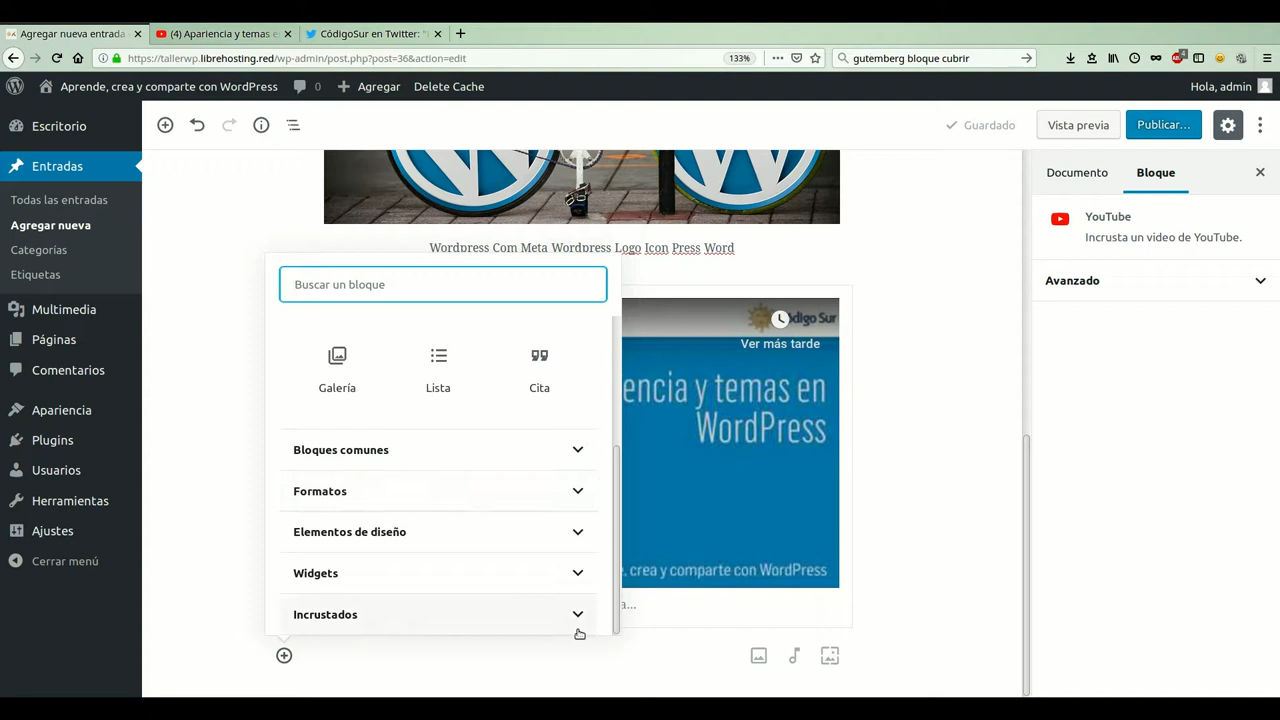 Agregar nueva entrada
(4) Apariencia y temas e
CódigoSur en Twitter: "
https://tallerwp.librehosting.red/wp-admin/post.php?post=36&action=edit
133%
gutemberg bloque cubrir
4
Aprende, crea y comparte con WordPress
0
Agregar
Delete Cache
Hola, admin
Escritorio
Entradas
Todas las entradas
Agregar nueva
Categorías
Etiquetas
Multimedia
Páginas
Comentarios
Apariencia
Plugins
Usuarios
Herramientas
Ajustes
Cerrar menú
Guardado
Vista previa
Publicar...
Documento
Bloque
YouTube
Incrusta un video de YouTube.
Avanzado
Wordpress Com Meta Wordpress Logo Icon Press Word
Buscar un bloque
Galería
Lista
Cita
Bloques comunes
Formatos
Elementos de diseño
Widgets
Incrustados
ódigo Sur
Ver más tarde
encia y temas en
WordPress
, crea y comparte con WordPress
a...